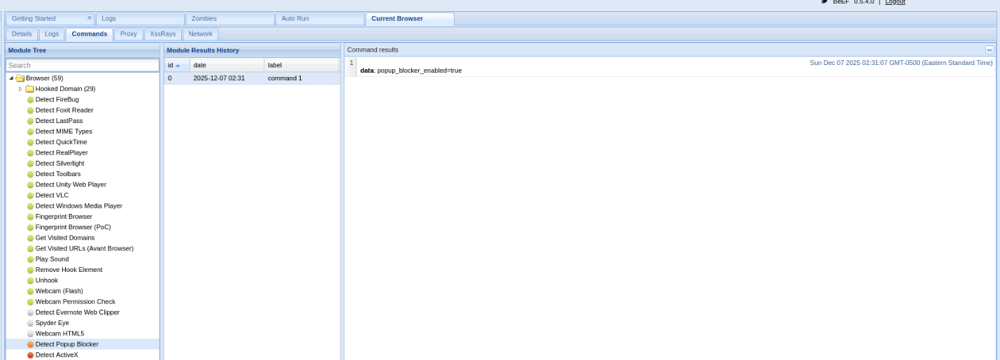 BeEF 0.5.4.0 | Logout
Getting Started Logs Zombies Auto Run Current Browser
Details Logs Commands Proxy XssRays Network
Module Tree
Search
Browser (59)
Hooked Domain (29)
Detect FireBug
Detect Foxit Reader
Detect LastPass
Detect MIME Types
Detect QuickTime
Detect RealPlayer
Detect Silverlight
Detect Toolbars
Detect Unity Web Player
Detect VLC
Detect Windows Media Player
Fingerprint Browser
Fingerprint Browser (PoC)
Get Visited Domains
Get Visited URLs (Avant Browser)
Play Sound
Remove Hook Element
Unhook
Webcam (Flash)
Webcam Permission Check
Detect Evernote Web Clipper
Spyder Eye
Webcam HTML5
Detect Popup Blocker
Detect ActiveX
Module Results History
id date label
0 2025-12-07 02:31 command 1
Command results
1 Sun Dec 07 2025 02:31:07 GMT-0500 (Eastern Standard Time)
data: popup_blocker_enabled=true